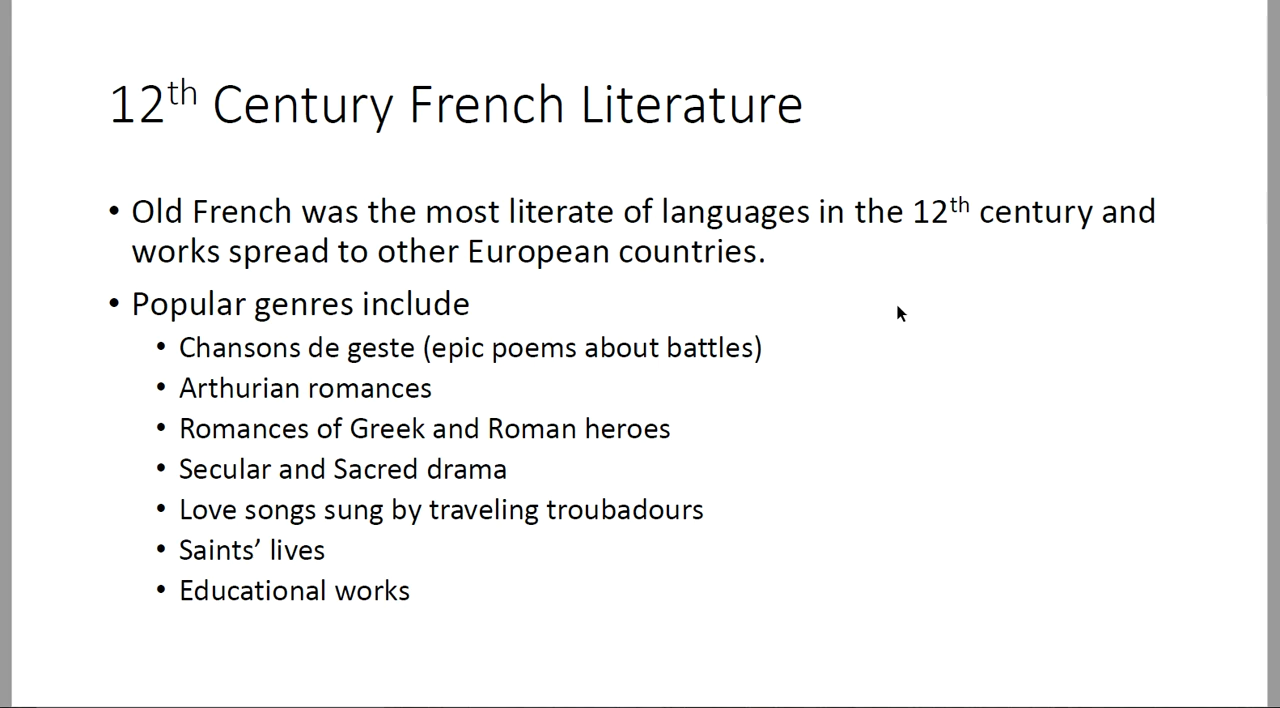 12th Century French Literature
• Old French was the most literate of languages in the 12th century and
works spread to other European countries.
• Popular genres include
• Chansons de geste (epic poems about battles)
• Arthurian romances
• Romances of Greek and Roman heroes
• Secular and Sacred drama
• Love songs sung by traveling troubadours
• Saints’ lives
• Educational works